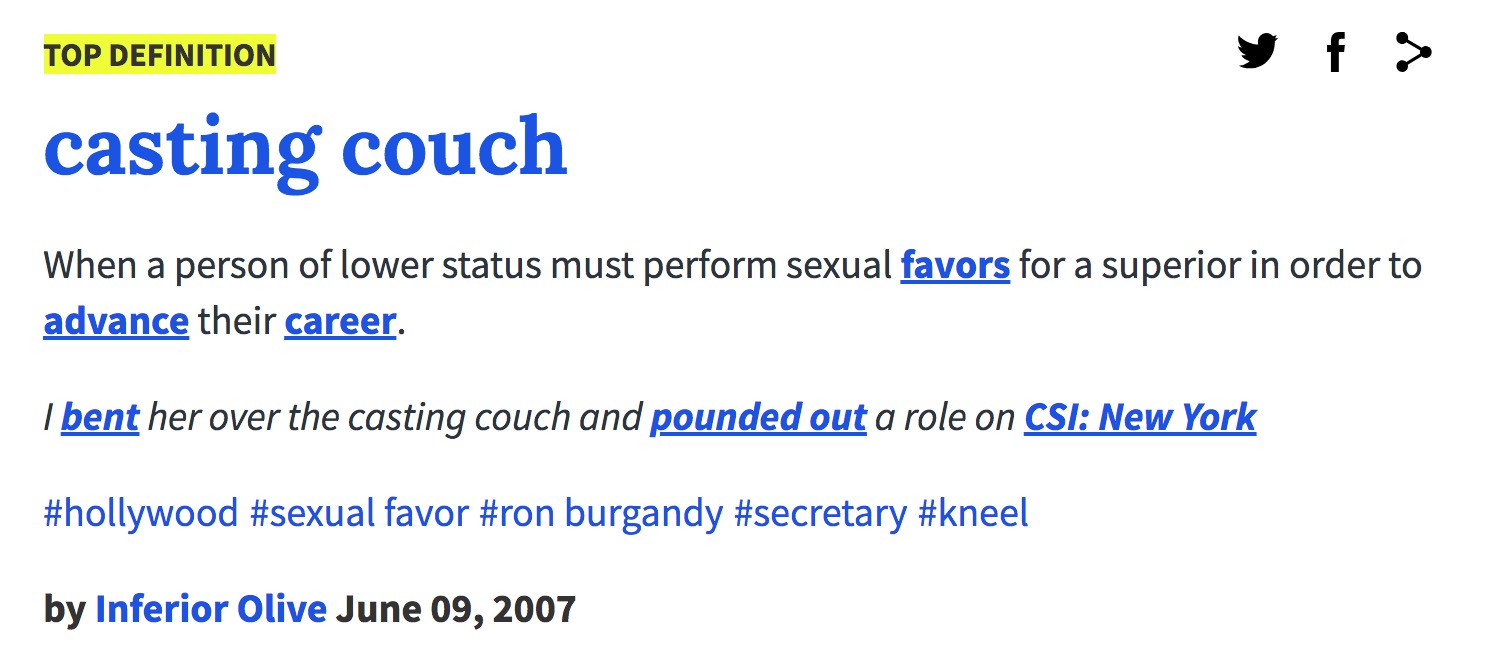 TOP DEFINITION
casting couch
When a person of lower status must perform sexual favors for a superior in order to
advance their career.
I bent her over the casting couch and pounded out a role on CSI: New York
#hollywood #sexual favor #ron burgandy #secretary #kneel
by Inferior Olive June 09, 2007